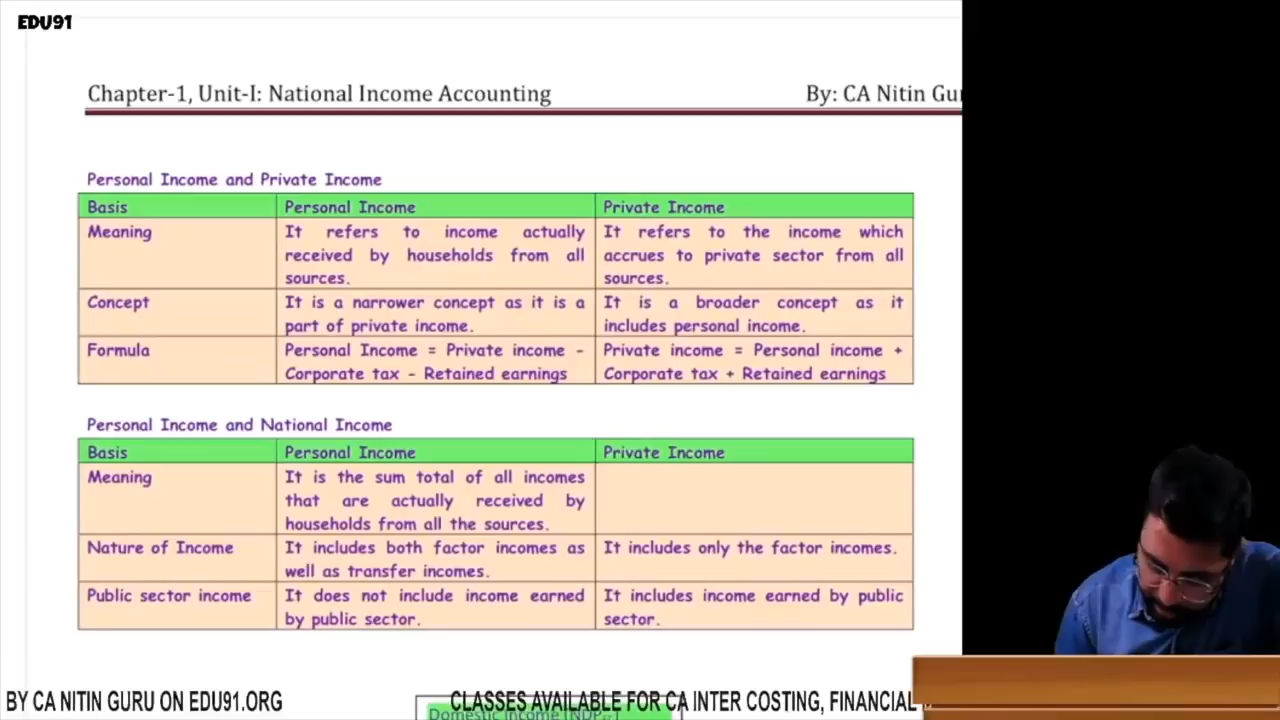 EDU91
Chapter-1, Unit-I: National Income Accounting By: CA Nitin Gur
Personal Income and Private Income
Basis Personal Income Private Income
Meaning It refers to income actually It refers to the income which
received by households from all accrues to private sector from all
sources. sources.
Concept It is a narrower concept as it is a It is a broader concept as it
part of private income. includes personal income.
Formula Personal Income = Private income - Private income = Personal income +
Corporate tax - Retained earnings Corporate tax + Retained earnings
Personal Income and National Income
Basis Personal Income Private Income
Meaning It is the sum total of all incomes
that are actually received by
households from all the sources.
Nature of Income It includes both factor incomes as It includes only the factor incomes.
well as transfer incomes.
Public sector income It does not include income earned It includes income earned by public
by public sector. sector.
BY CA NITIN GURU ON EDU91.ORG CLASSES AVAILABLE FOR CA INTER COSTING, FINANCIAL
Domestic Income